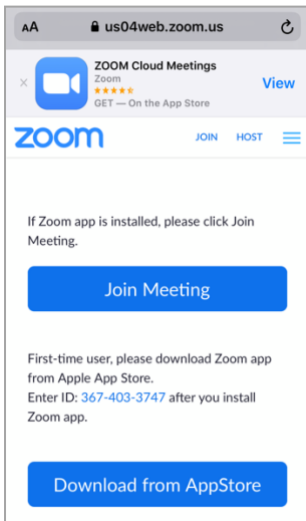 AA us04web.zoom.us
ZOOM Cloud Meetings
Zoom
GET — On the App Store
View
zoom JOIN HOST
If Zoom app is installed, please click Join
Meeting.
Join Meeting
First-time user, please download Zoom app
from Apple App Store.
Enter ID: 367-403-3747 after you install
Zoom app.
Download from AppStore